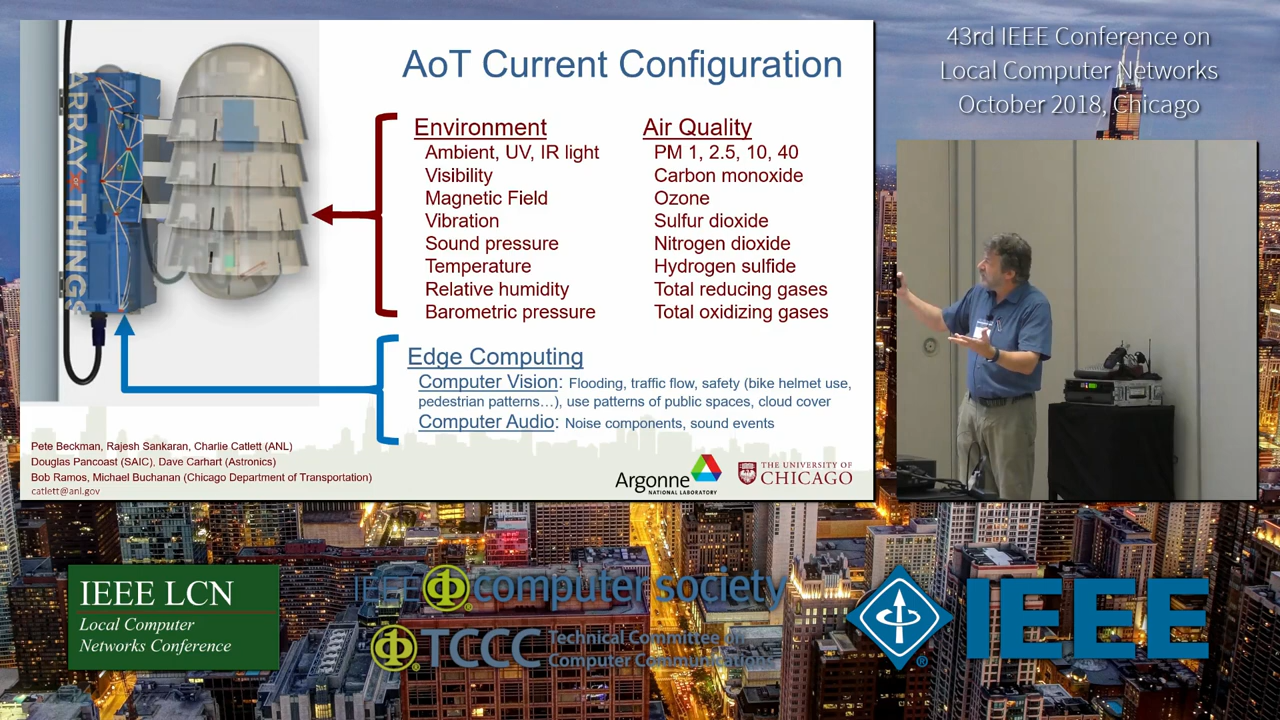 AoT Current Configuration
ARRAY OF THINGS
Environment
Ambient, UV, IR light
Visibility
Magnetic Field
Vibration
Sound pressure
Temperature
Relative humidity
Barometric pressure
Air Quality
PM 1, 2.5, 10, 40
Carbon monoxide
Ozone
Sulfur dioxide
Nitrogen dioxide
Hydrogen sulfide
Total reducing gases
Total oxidizing gases
Edge Computing
Computer Vision: Flooding, traffic flow, safety (bike helmet use,
pedestrian patterns…), use patterns of public spaces, cloud cover
Computer Audio: Noise components, sound events
Pete Beckman, Rajesh Sankaran, Charlie Catlett (ANL)
Douglas Pancoast (SAIC), Dave Carhart (Astronics)
Bob Ramos, Michael Buchanan (Chicago Department of Transportation)
catlett@anl.gov
Argonne
NATIONAL LABORATORY
THE UNIVERSITY OF
CHICAGO
43rd IEEE Conference on
Local Computer Networks
October 2018, Chicago
IEEE LCN
Local Computer
Networks Conference
IEEE computer society
TCCC Technical Committee on
Computer Communications
IEEE